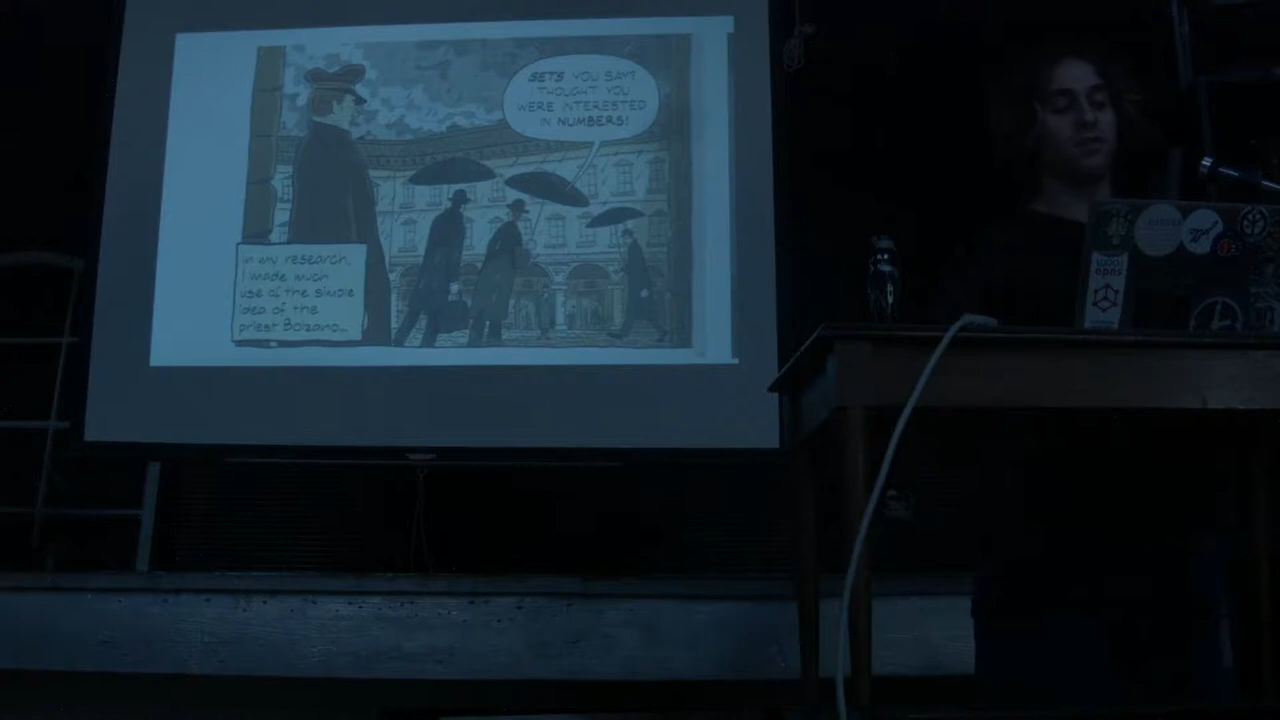 SETS YOU SAY?
I THOUGHT YOU
WERE INTERESTED
IN NUMBERS!
in my research,
I made much
use of the simple
idea of the
priest Bolzano...